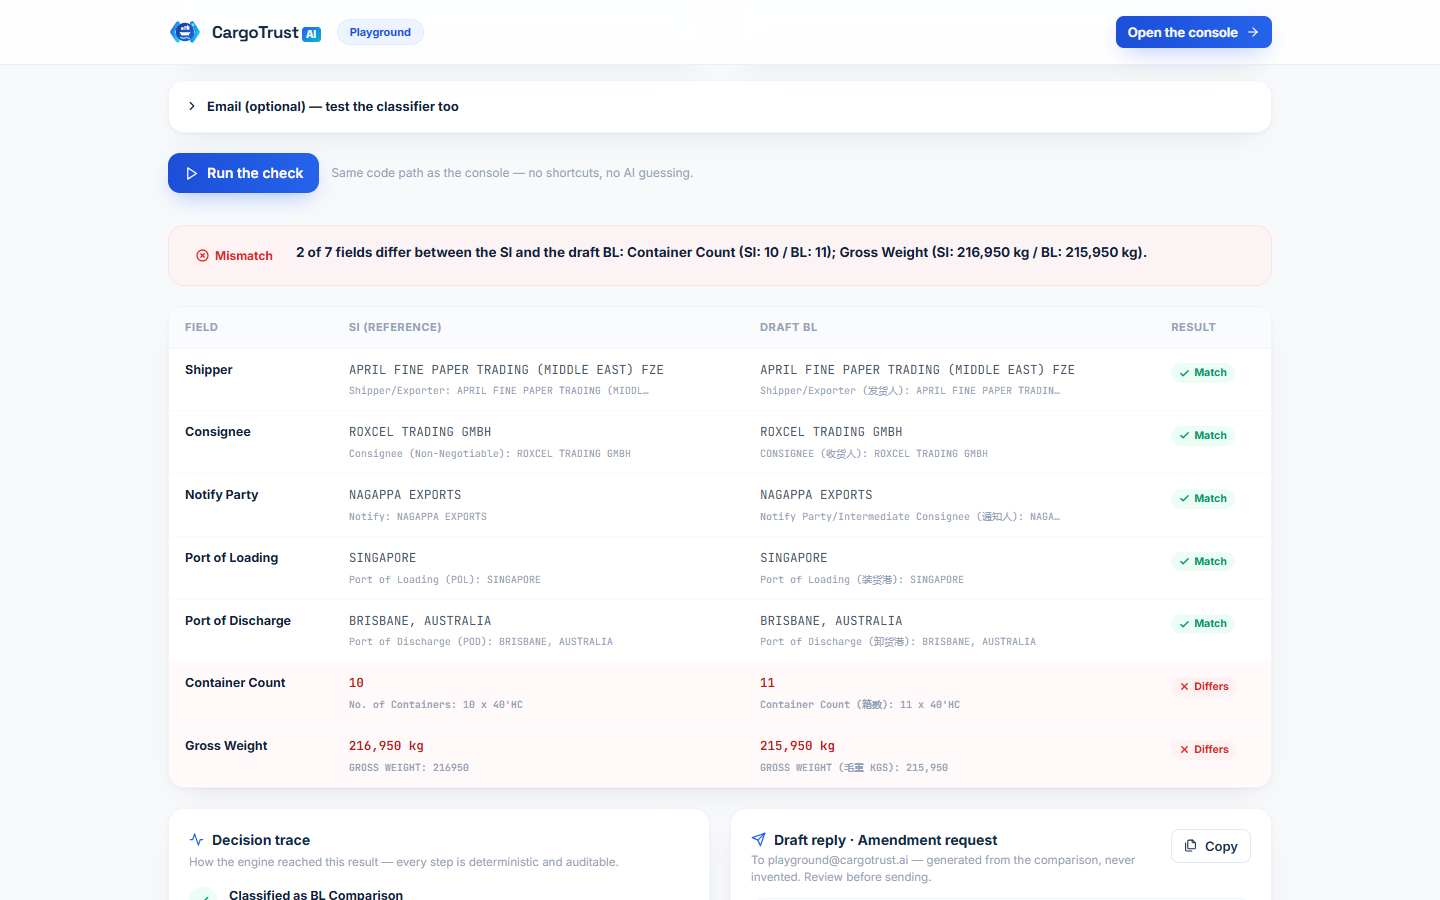 CargoTrust AI
Playground
Open the console
Email (optional) — test the classifier too
Run the check
Same code path as the console — no shortcuts, no AI guessing.
Mismatch
2 of 7 fields differ between the SI and the draft BL: Container Count (SI: 10 / BL: 11); Gross Weight (SI: 216,950 kg / BL: 215,950 kg).
FIELD SI (REFERENCE) DRAFT BL RESULT
Shipper APRIL FINE PAPER TRADING (MIDDLE EAST) FZE APRIL FINE PAPER TRADING (MIDDLE EAST) FZE Match
Shipper/Exporter: APRIL FINE PAPER TRADING (MIDDL… Shipper/Exporter (发货人): APRIL FINE PAPER TRADIN…
Consignee ROXCEL TRADING GMBH ROXCEL TRADING GMBH Match
Consignee (Non-Negotiable): ROXCEL TRADING GMBH CONSIGNEE (收货人): ROXCEL TRADING GMBH
Notify Party NAGAPPA EXPORTS NAGAPPA EXPORTS Match
Notify: NAGAPPA EXPORTS Notify Party/Intermediate Consignee (通知人): NAGA…
Port of Loading SINGAPORE SINGAPORE Match
Port of Loading (POL): SINGAPORE Port of Loading (装货港): SINGAPORE
Port of Discharge BRISBANE, AUSTRALIA BRISBANE, AUSTRALIA Match
Port of Discharge (POD): BRISBANE, AUSTRALIA Port of Discharge (卸货港): BRISBANE, AUSTRALIA
Container Count 10 11 Differs
No. of Containers: 10 x 40'HC Container Count (箱数): 11 x 40'HC
Gross Weight 216,950 kg 215,950 kg Differs
GROSS WEIGHT: 216950 GROSS WEIGHT (毛重 KGS): 215,950
Decision trace
How the engine reached this result — every step is deterministic and auditable.
Classified as BL Comparison
Draft reply · Amendment request
To playground@cargotrust.ai — generated from the comparison, never
invented. Review before sending.
Copy